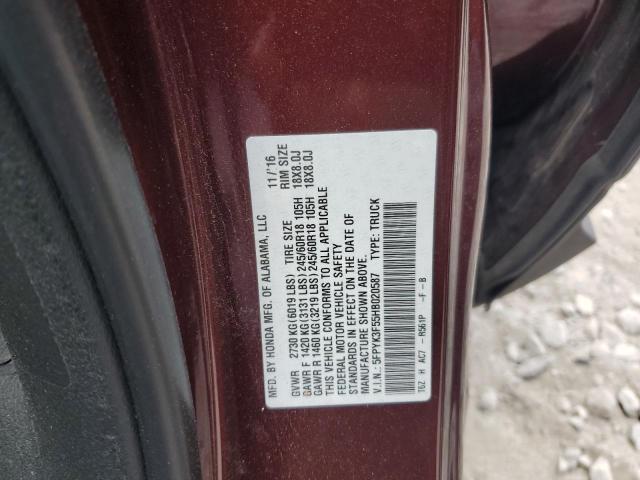 MFD. BY HONDA MFG. OF ALABAMA, LLC 11/'16
TIRE SIZE RIM SIZE
GVWR 2730 KG(6019 LBS)
GAWR F 1420 KG(3131 LBS) 245/60R18 105H 18X8.0J
GAWR R 1460 KG(3219 LBS) 245/60R18 105H 18X8.0J
THIS VEHICLE CONFORMS TO ALL APPLICABLE
FEDERAL MOTOR VEHICLE SAFETY
STANDARDS IN EFFECT ON THE DATE OF
MANUFACTURE SHOWN ABOVE.
V.I.N.: 5FPYK3F55HB020587 TYPE: TRUCK
TGZ H AC7 -R561P -F -B